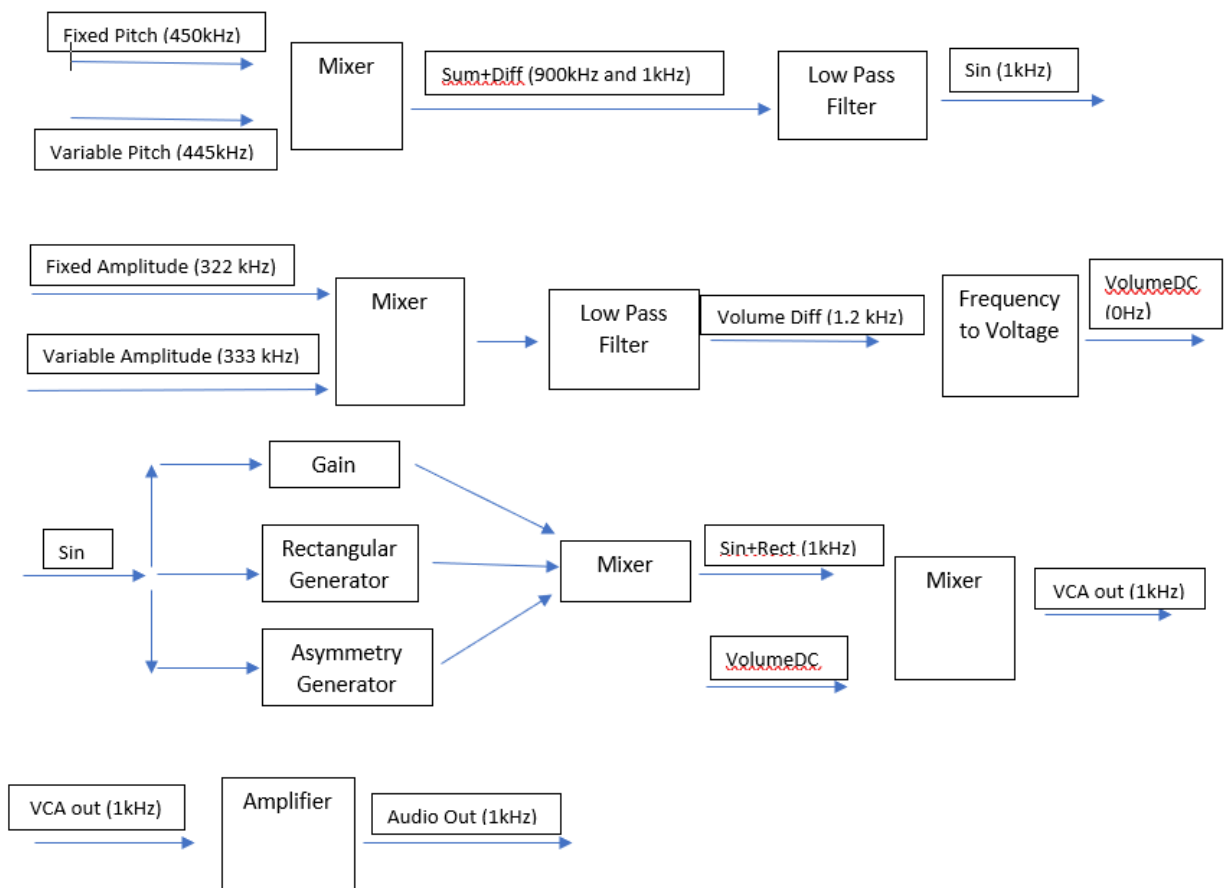 Fixed Pitch (450kHz)
Mixer
Sum+Diff (900kHz and 1kHz)
Low Pass
Filter
Sin (1kHz)
Variable Pitch (445kHz)
Fixed Amplitude (322 kHz)
Mixer
Low Pass
Filter
Volume Diff (1.2 kHz)
Frequency
to Voltage
VolumeDC
(0Hz)
Variable Amplitude (333 kHz)
Gain
Sin
Rectangular
Generator
Mixer
Sin+Rect (1kHz)
Mixer
VCA out (1kHz)
Asymmetry
Generator
VolumeDC
VCA out (1kHz)
Amplifier
Audio Out (1kHz)